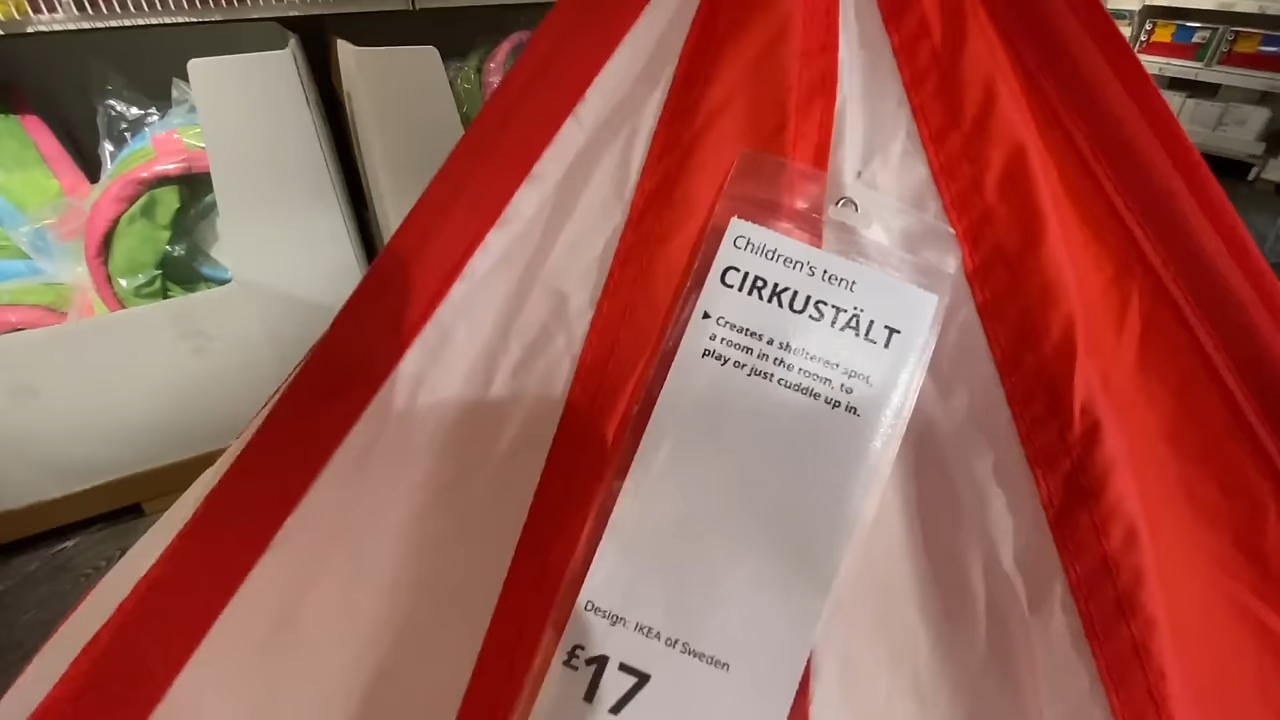 Children's tent
CIRKUSTÄLT
▶ Creates a sheltered spot,
a room in the room, to
play or just cuddle up in.
Design: IKEA of Sweden
£17